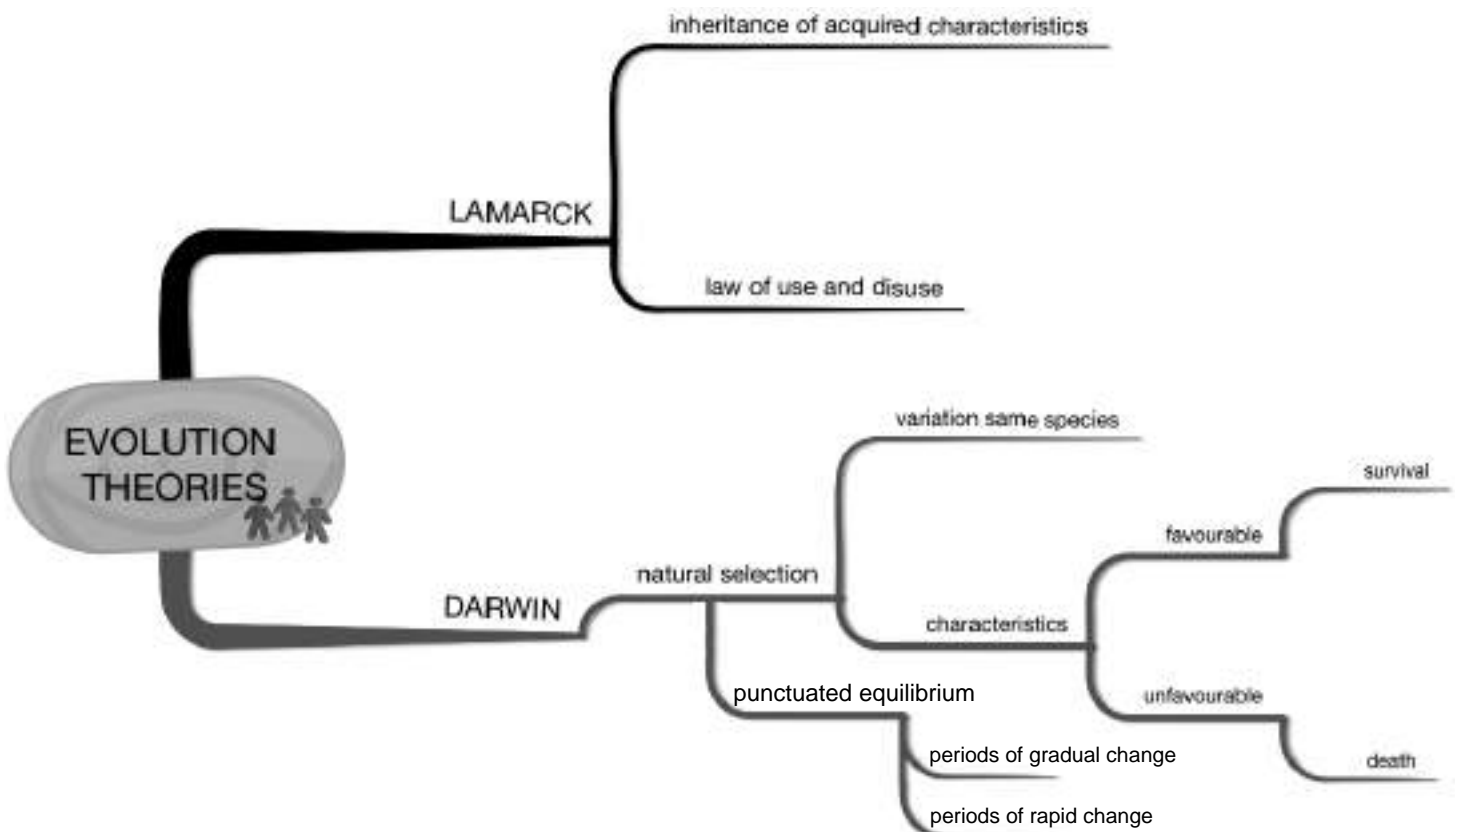 inheritance of acquired characteristics
LAMARCK
law of use and disuse
EVOLUTION
THEORIES
variation same species
survival
favourable
natural selection
DARWIN
characteristics
punctuated equilibrium
unfavourable
periods of gradual change
death
periods of rapid change